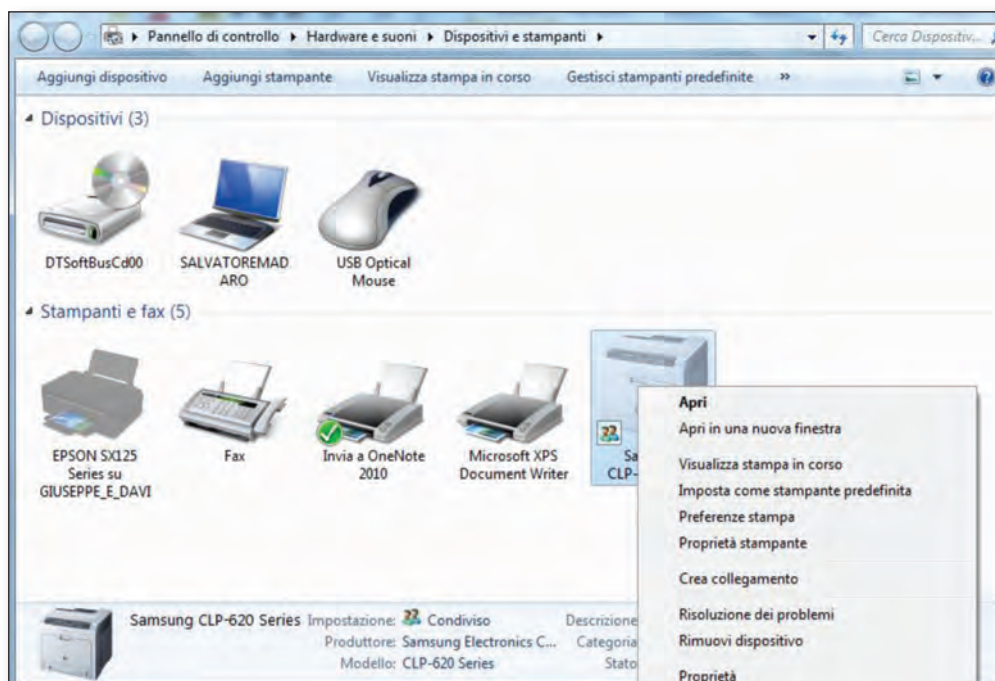 Pannello di controllo Hardware e suoni Dispositivi e stampanti
Cerca Dispositiv...
Aggiungi dispositivo Aggiungi stampante Visualizza stampa in corso Gestisci stampanti predefinite »
Dispositivi (3)
DTSoftBusCd00
SALVATOREMAD
ARO
USB Optical
Mouse
Stampanti e fax (5)
EPSON SX125
Series su
GIUSEPPE_E_DAVI
Fax
Invia a OneNote
2010
Microsoft XPS
Document Writer
Sa
CLP-
Apri
Apri in una nuova finestra
Visualizza stampa in corso
Imposta come stampante predefinita
Preferenze stampa
Proprietà stampante
Crea collegamento
Risoluzione dei problemi
Rimuovi dispositivo
Proprietà
Samsung CLP-620 Series Impostazione: Condiviso Descrizione
Produttore: Samsung Electronics C... Categoria
Modello: CLP-620 Series Stato